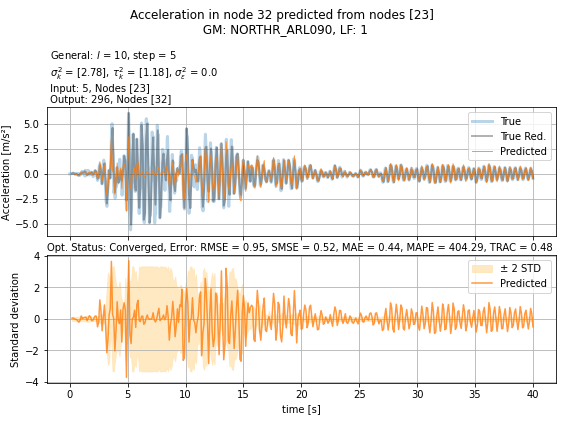 Acceleration in node 32 predicted from nodes [23]
GM: NORTHR_ARL090, LF: 1
General: l = 10, step = 5
σ²ₖ = [2.78], τ²ₖ = [1.18], σ²ε = 0.0
Input: 5, Nodes [23]
Output: 296, Nodes [32]
True
True Red.
Predicted
Acceleration [m/s²]
5.0
2.5
0.0
−2.5
−5.0
Opt. Status: Converged, Error: RMSE = 0.95, SMSE = 0.52, MAE = 0.44, MAPE = 404.29, TRAC = 0.48
± 2 STD
Predicted
Standard deviation
4
2
0
−2
−4
0 5 10 15 20 25 30 35 40
time [s]